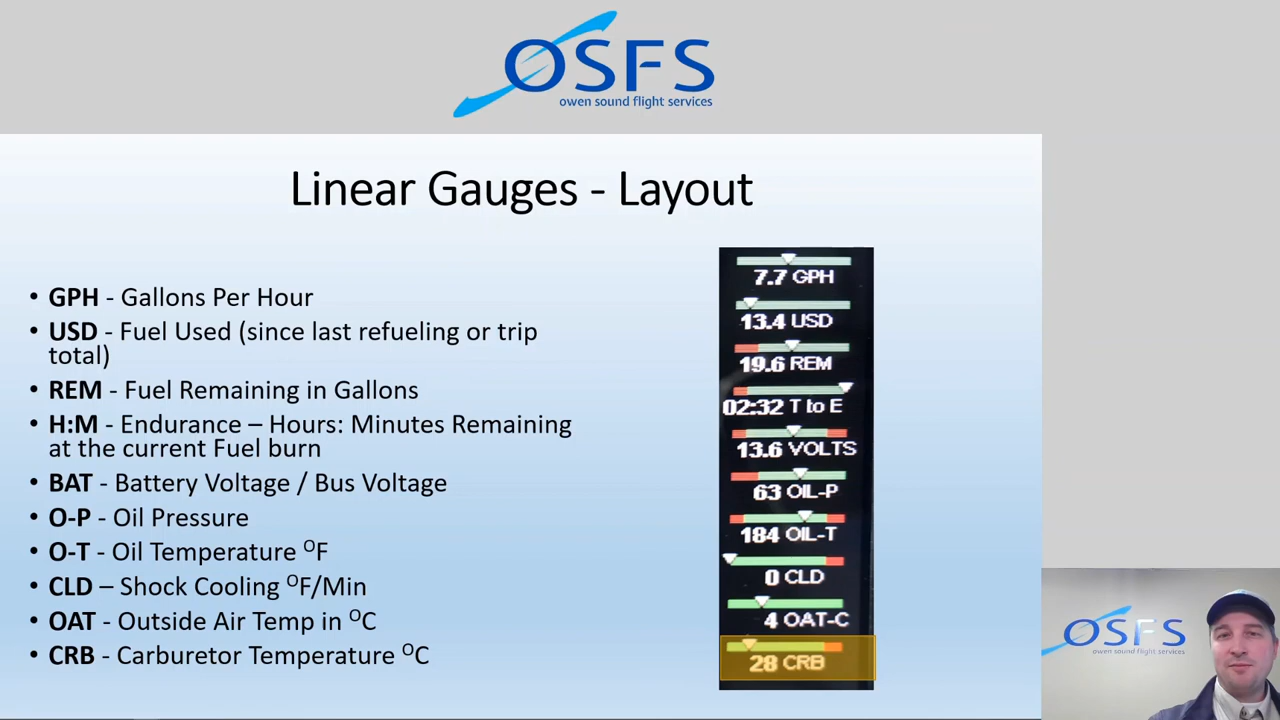 OSFS
owen sound flight services
Linear Gauges - Layout
• GPH - Gallons Per Hour
• USD - Fuel Used (since last refueling or trip
total)
• REM - Fuel Remaining in Gallons
• H:M - Endurance – Hours: Minutes Remaining
at the current Fuel burn
• BAT - Battery Voltage / Bus Voltage
• O-P - Oil Pressure
• O-T - Oil Temperature ᴼF
• CLD – Shock Cooling ᴼF/Min
• OAT - Outside Air Temp in ᴼC
• CRB - Carburetor Temperature ᴼC
7.7 GPH
13.4 USD
19.6 REM
02:32 T to E
13.6 VOLTS
63 OIL-P
184 OIL-T
0 CLD
4 OAT-C
28 CRB
OSFS
owen sound flight services